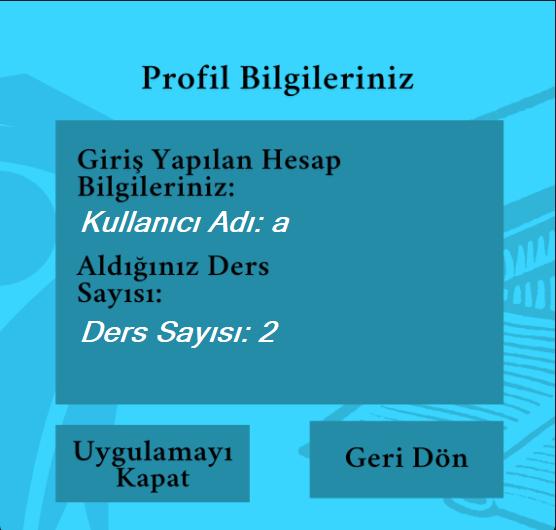 Profil Bilgileriniz
Giriş Yapılan Hesap
Bilgileriniz:
Kullanıcı Adı: a
Aldığınız Ders
Sayısı:
Ders Sayısı: 2
Uygulamayı
Kapat
Geri Dön